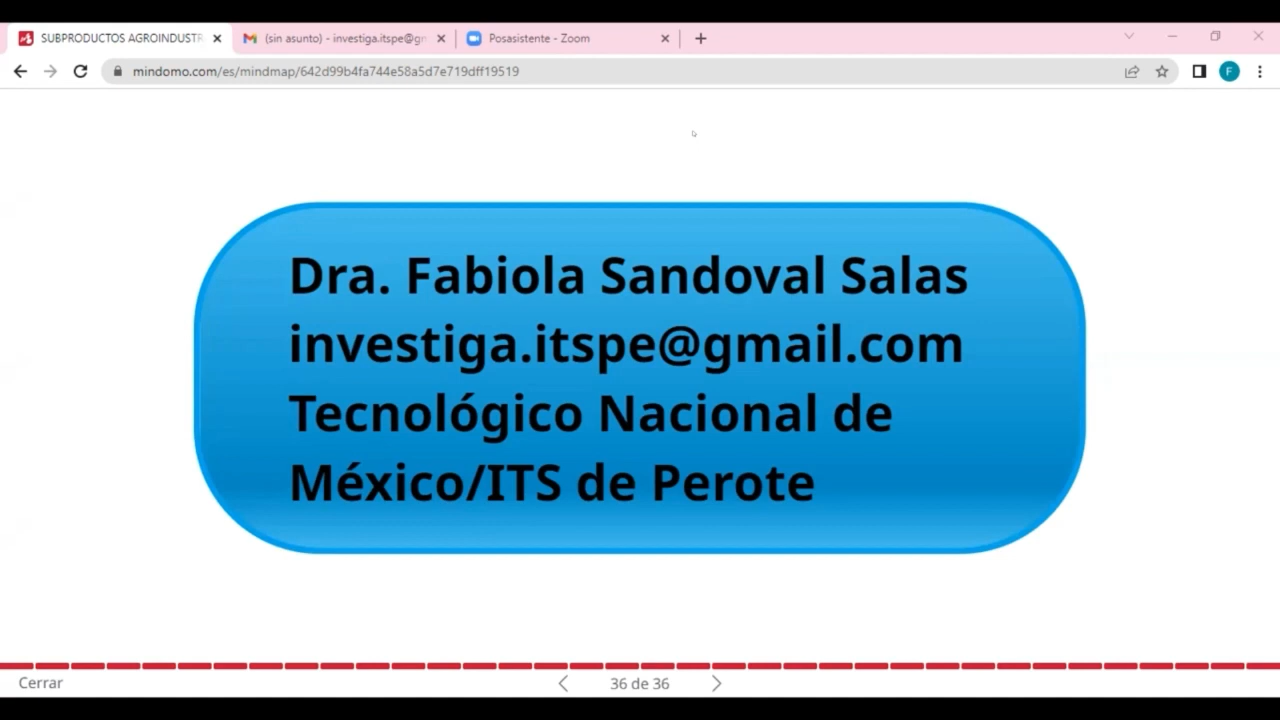 SUBPRODUCTOS AGROINDUSTR
(sin asunto) - investiga.itspe@gm
Posasistente - Zoom
mindomo.com/es/mindmap/642d99b4fa744e58a5d7e719dff19519
F
Dra. Fabiola Sandoval Salas
investiga.itspe@gmail.com
Tecnológico Nacional de
México/ITS de Perote
Cerrar
36 de 36